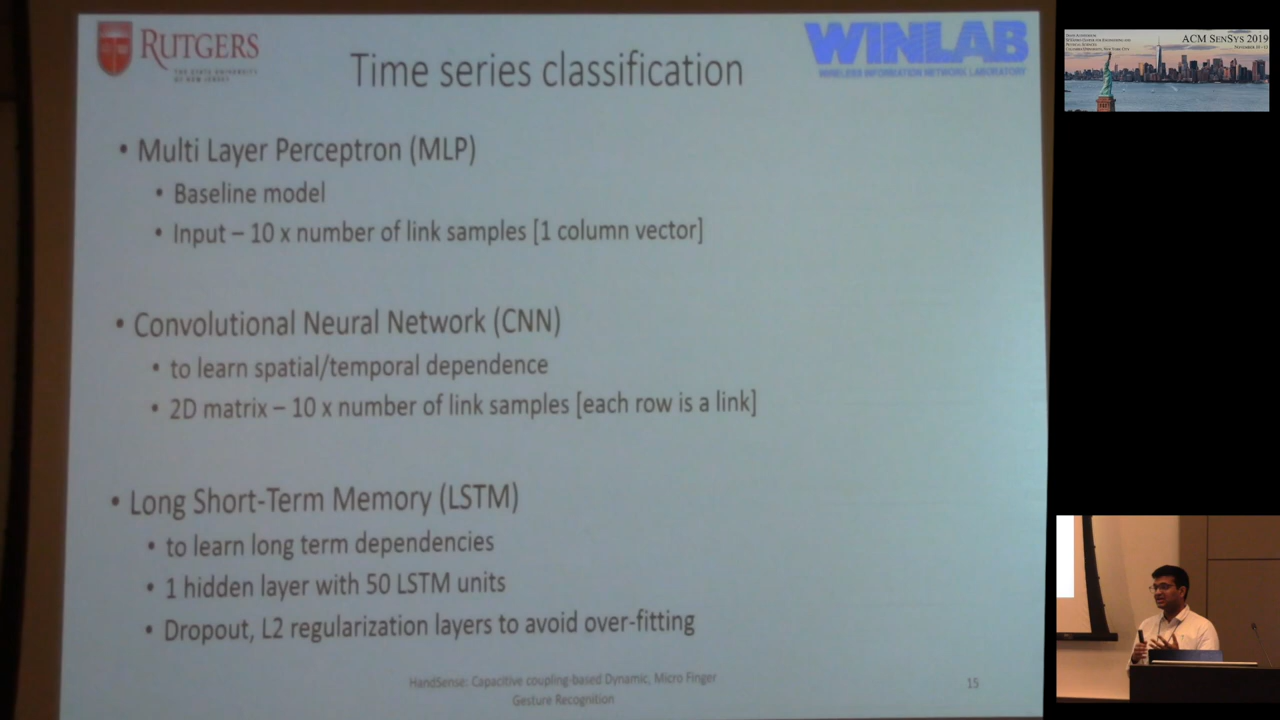 RUTGERS
THE STATE UNIVERSITY
OF NEW JERSEY
WINLAB
WIRELESS INFORMATION NETWORK LABORATORY
Time series classification
• Multi Layer Perceptron (MLP)
• Baseline model
• Input – 10 x number of link samples [1 column vector]
• Convolutional Neural Network (CNN)
• to learn spatial/temporal dependence
• 2D matrix – 10 x number of link samples [each row is a link]
• Long Short-Term Memory (LSTM)
• to learn long term dependencies
• 1 hidden layer with 50 LSTM units
• Dropout, L2 regularization layers to avoid over-fitting
HandSense: Capacitive coupling-based Dynamic, Micro Finger
Gesture Recognition
15
ACM SenSys 2019